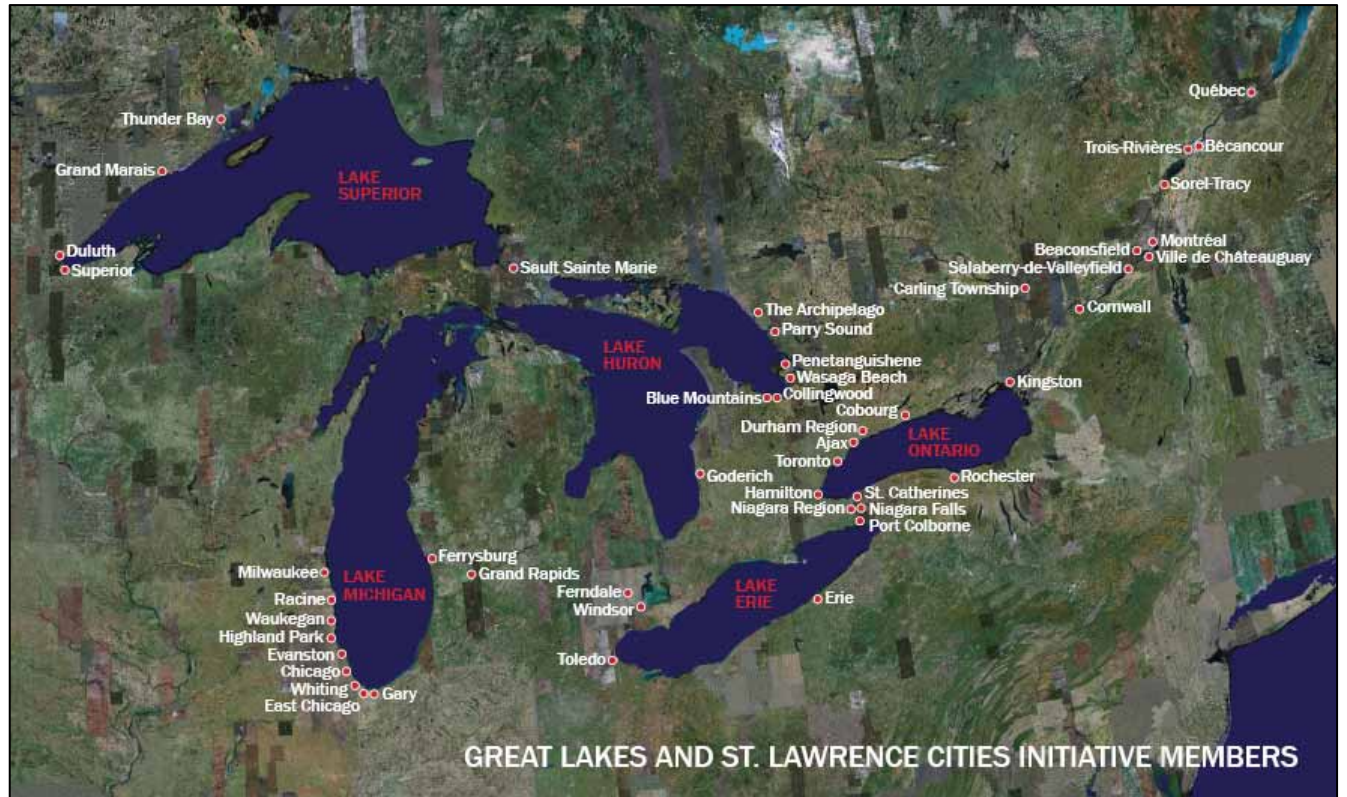 Québec
Thunder Bay
Trois-Rivières
Bécancour
Grand Marais
LAKE
SUPERIOR
Sorel-Tracy
Duluth
Superior
Sault Sainte Marie
Montréal
Beaconsfield
Ville de Châteauguay
Salaberry-de-Valleyfield
Carling Township
Cornwall
The Archipelago
Parry Sound
LAKE
HURON
Penetanguishene
Wasaga Beach
Kingston
Blue Mountains
Collingwood
Cobourg
Durham Region
Ajax
LAKE
ONTARIO
Toronto
Goderich
Rochester
Hamilton
St. Catherines
Niagara Region
Niagara Falls
Port Colborne
Ferrysburg
Milwaukee
LAKE
MICHIGAN
Grand Rapids
Ferndale
Windsor
LAKE
ERIE
Erie
Racine
Waukegan
Highland Park
Evanston
Toledo
Chicago
Whiting
Gary
East Chicago
GREAT LAKES AND ST. LAWRENCE CITIES INITIATIVE MEMBERS